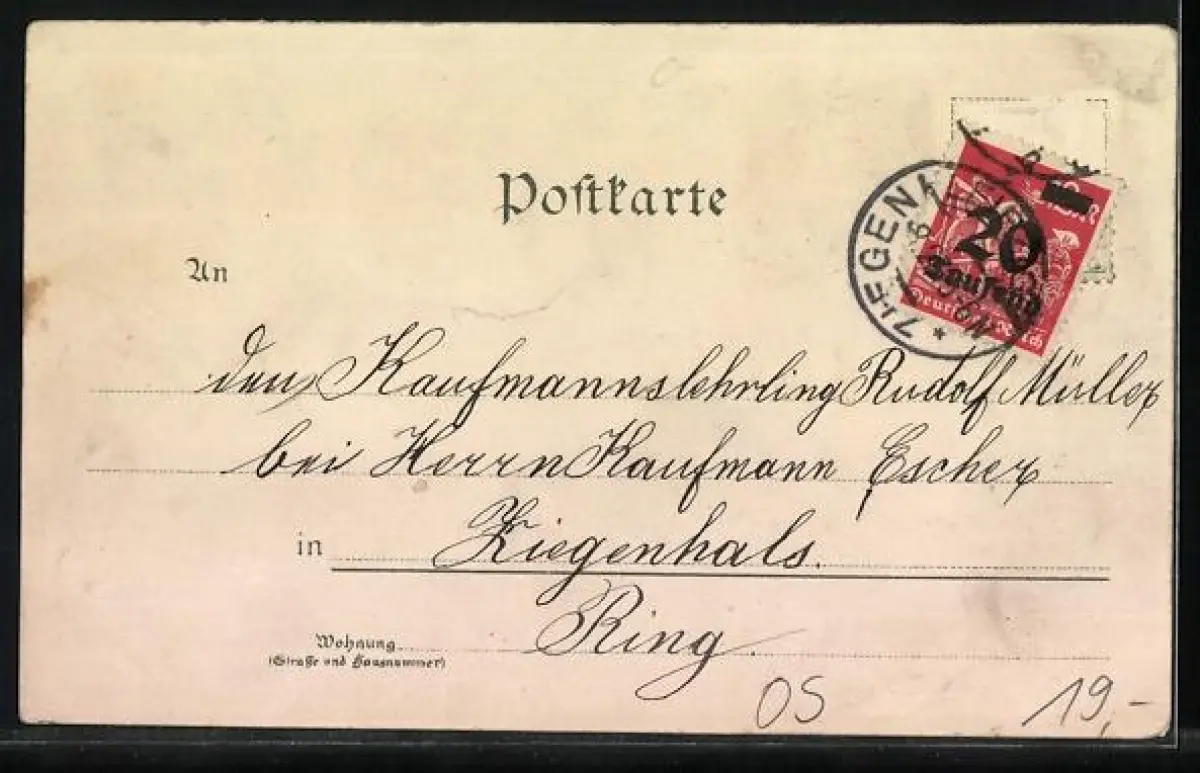 Postkarte
An
ZIEGENH
20
Tausend
Deutsches Reich
den Kaufmannslehrling Rudolf Müller
bei Herrn Kaufmann Escher
in Ziegenhals.
Wohnung Ring.
(Straße und Hausnummer)
OS 19,-